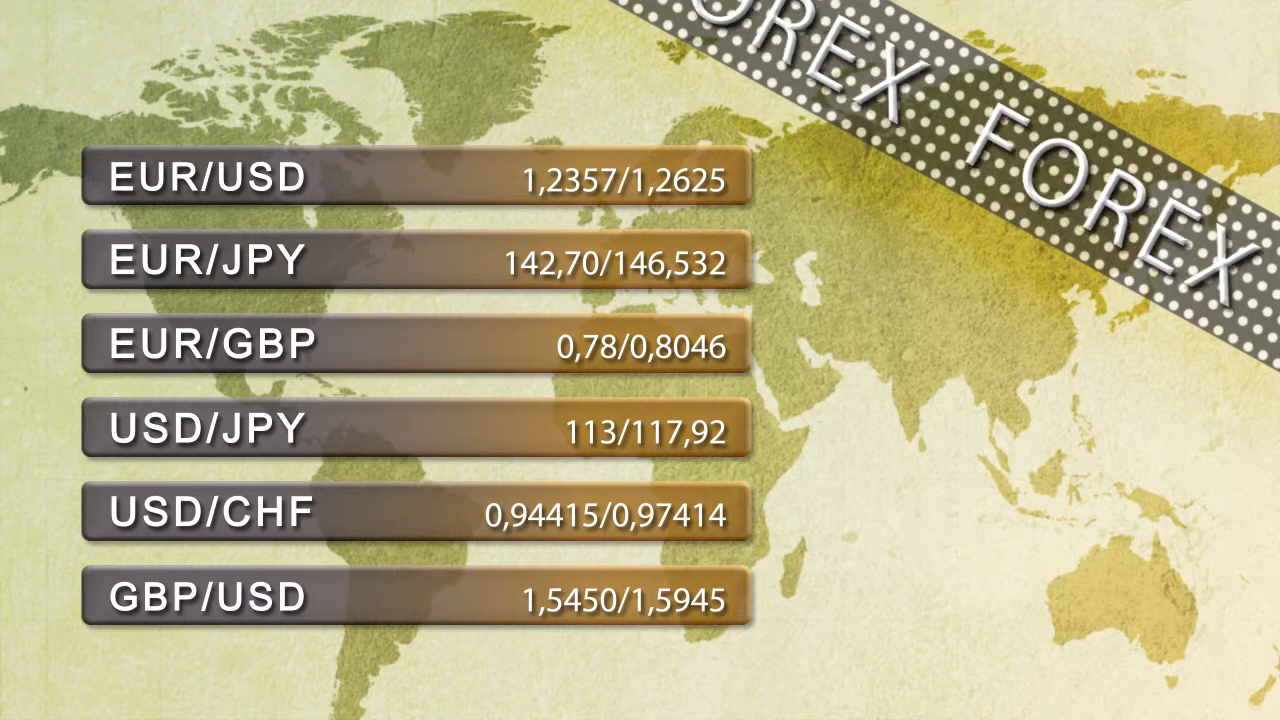 OREX FOREX
EUR/USD 1,2357/1,2625
EUR/JPY 142,70/146,532
EUR/GBP 0,78/0,8046
USD/JPY 113/117,92
USD/CHF 0,94415/0,97414
GBP/USD 1,5450/1,5945